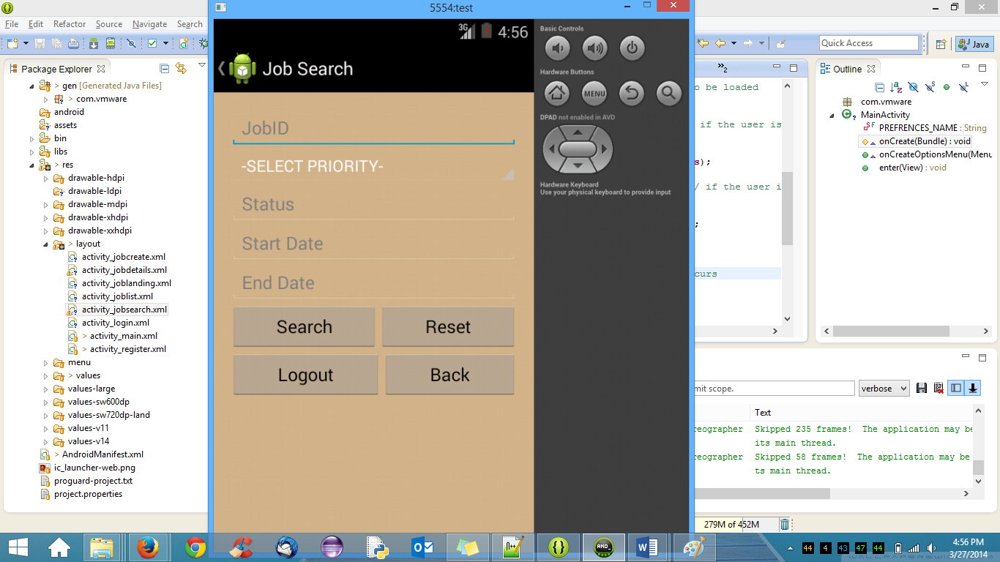 5554:test
File Edit Refactor Source Navigate Search
Quick Access
Java
Package Explorer
> gen [Generated Java Files]
> com.vmware
android
assets
bin
libs
> res
drawable-hdpi
drawable-ldpi
drawable-mdpi
drawable-xhdpi
drawable-xxhdpi
> layout
activity_jobcreate.xml
activity_jobdetails.xml
activity_joblanding.xml
activity_joblist.xml
activity_jobsearch.xml
activity_login.xml
> activity_main.xml
> activity_register.xml
menu
> values
values-large
values-sw600dp
values-sw720dp-land
values-v11
values-v14
> AndroidManifest.xml
ic_launcher-web.png
proguard-project.txt
project.properties
3G 4:56
Job Search
JobID
-SELECT PRIORITY-
Status
Start Date
End Date
Search Reset
Logout Back
Basic Controls
Hardware Buttons
MENU
DPAD not enabled in AVD
Hardware Keyboard
Use your physical keyboard to provide input
»2
o be loaded
if the user is
s);
/ if the user i
;
curs
Outline
com.vmware
MainActivity
PREFRENCES_NAME : String
onCreate(Bundle) : void
onCreateOptionsMenu(Menu
enter(View) : void
mit scope.
verbose
Text
reographer Skipped 235 frames! The application may be
its main thread.
reographer Skipped 58 frames! The application may be
ts main thread.
279M of 452M
AND_
44 4 43 47 44
4:56 PM
3/27/2014